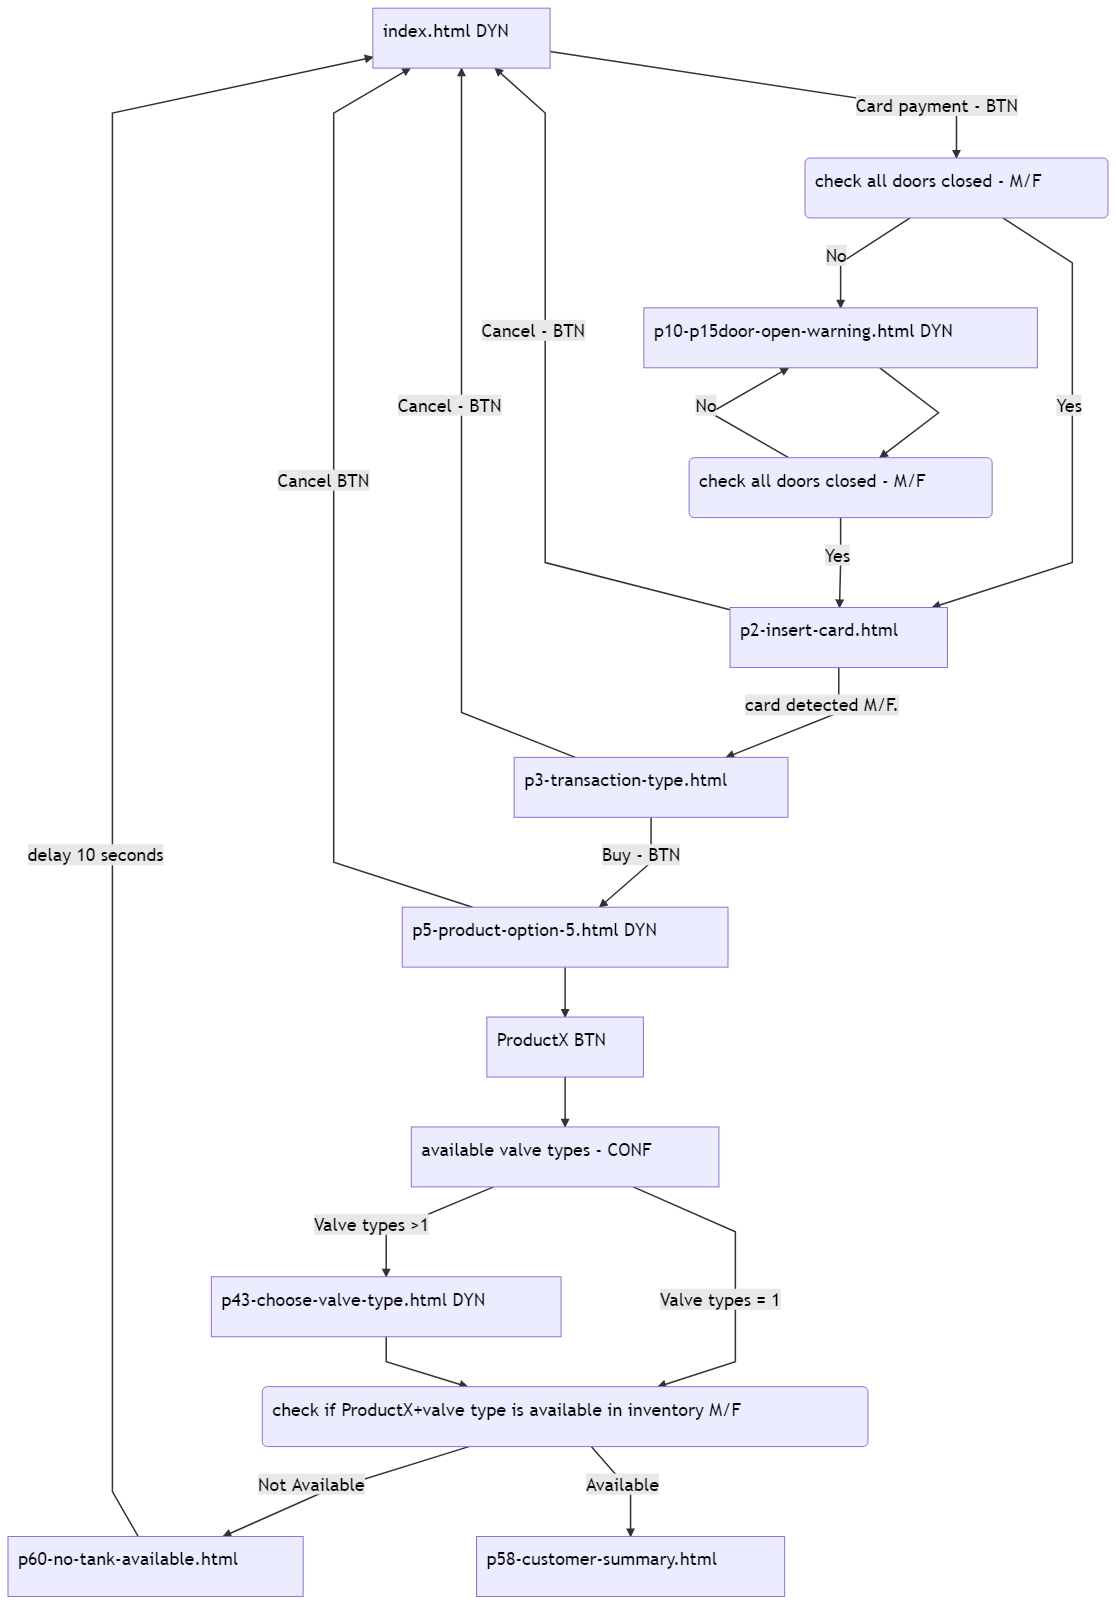 index.html DYN
Card payment - BTN
check all doors closed - M/F
No
p10-p15door-open-warning.html DYN
Cancel - BTN
Cancel - BTN
No
Yes
Cancel BTN
check all doors closed - M/F
Yes
p2-insert-card.html
card detected M/F.
p3-transaction-type.html
delay 10 seconds
Buy - BTN
p5-product-option-5.html DYN
ProductX BTN
available valve types - CONF
Valve types >1
p43-choose-valve-type.html DYN
Valve types = 1
check if ProductX+valve type is available in inventory M/F
Not Available
Available
p60-no-tank-available.html
p58-customer-summary.html